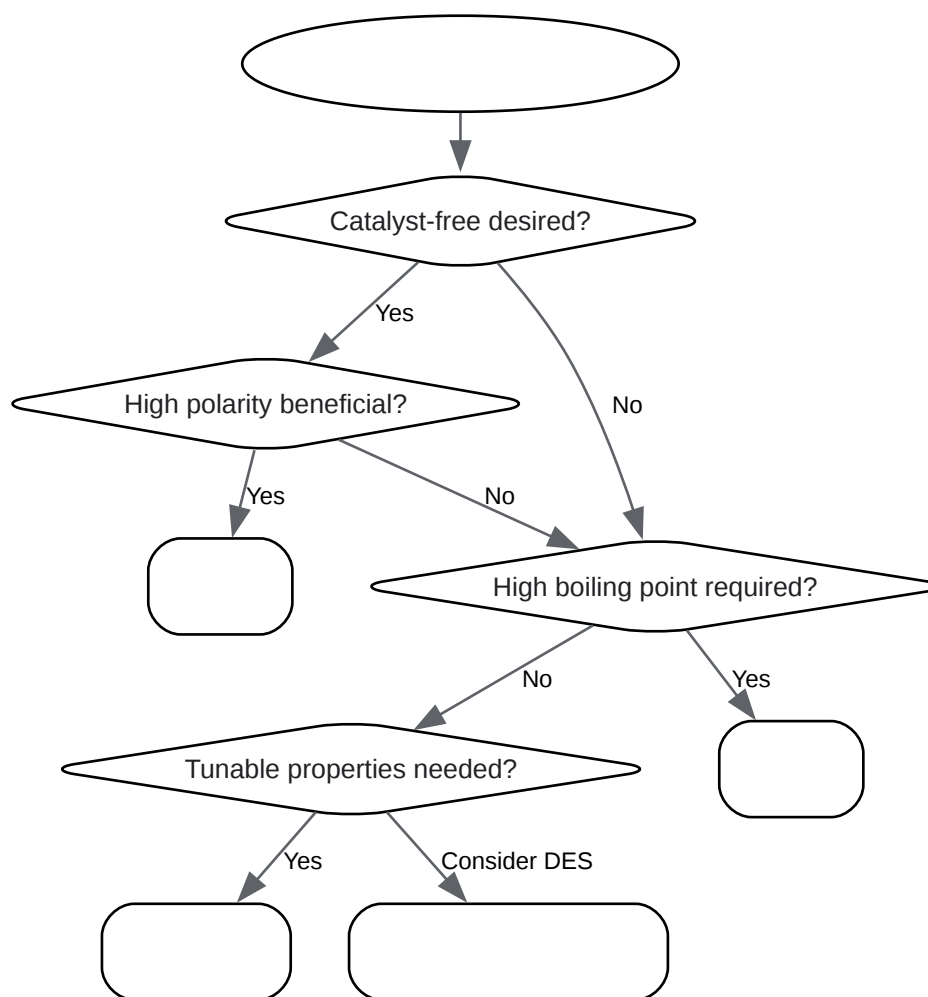 Catalyst-free desired?
Yes
High polarity beneficial?
No
Yes
No
High boiling point required?
No
Yes
Tunable properties needed?
Yes
Consider DES